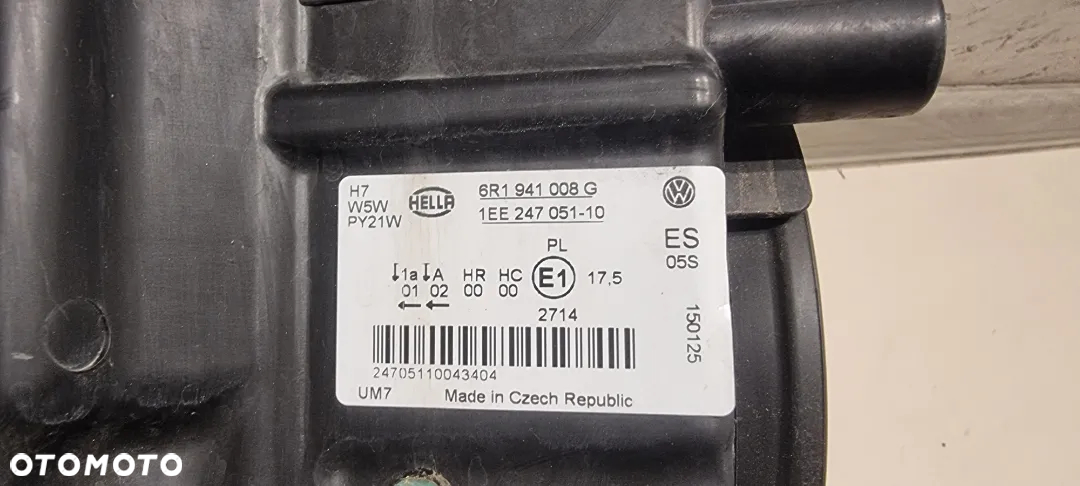 H7
W5W
PY21W
HELLA
6R1 941 008 G
1EE 247 051-10
VW
ES
05S
PL
1a A HR HC E1 17,5
01 02 00 00
2714
150125
24705110043404
UM7 Made in Czech Republic
OTOMOTO